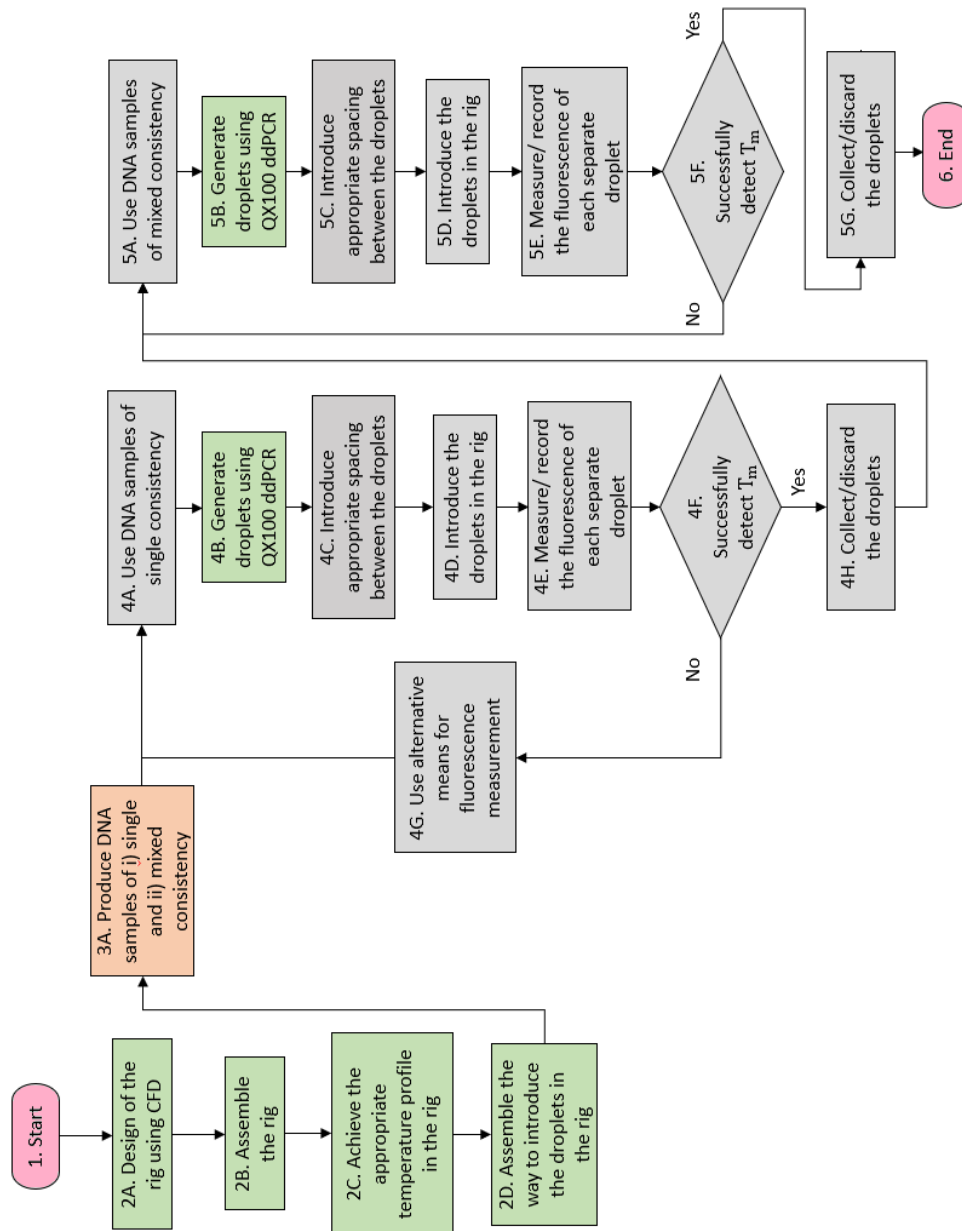 1. Start
2A. Design of the
rig using CFD
2B. Assemble
the rig
2C. Achieve the
appropriate
temperature profile
in the rig
2D. Assemble the
way to introduce
the droplets in
the rig
3A. Produce DNA
samples of i) single
and ii) mixed
consistency
4A. Use DNA samples of
single consistency
4B. Generate
droplets using
QX100 ddPCR
4C. Introduce
appropriate spacing
between the droplets
4D. Introduce the
droplets in the rig
4E. Measure/ record
the fluorescence of
each separate
droplet
4F.
Successfully
detect Tm
No
Yes
4G. Use alternative
means for
fluorescence
measurement
4H. Collect/discard
the droplets
5A. Use DNA samples
of mixed consistency
5B. Generate
droplets using
QX100 ddPCR
5C. Introduce
appropriate spacing
between the droplets
5D. Introduce the
droplets in the rig
5E. Measure/ record
the fluorescence of
each separate
droplet
5F.
Successfully
detect Tm
No
Yes
5G. Collect/discard
the droplets
6. End